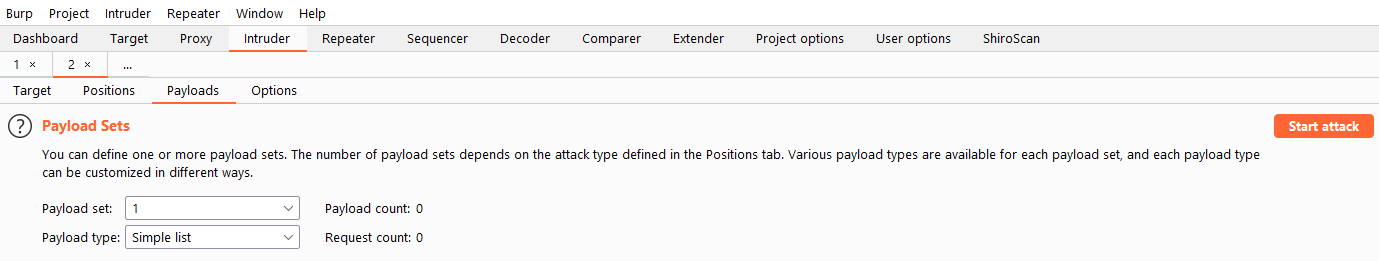 Burp Project Intruder Repeater Window Help
Dashboard Target Proxy Intruder Repeater Sequencer Decoder Comparer Extender Project options User options ShiroScan
1 × 2 × ...
Target Positions Payloads Options
? Payload Sets Start attack
You can define one or more payload sets. The number of payload sets depends on the attack type defined in the Positions tab. Various payload types are available for each payload set, and each payload type
can be customized in different ways.
Payload set: 1 Payload count: 0
Payload type: Simple list Request count: 0